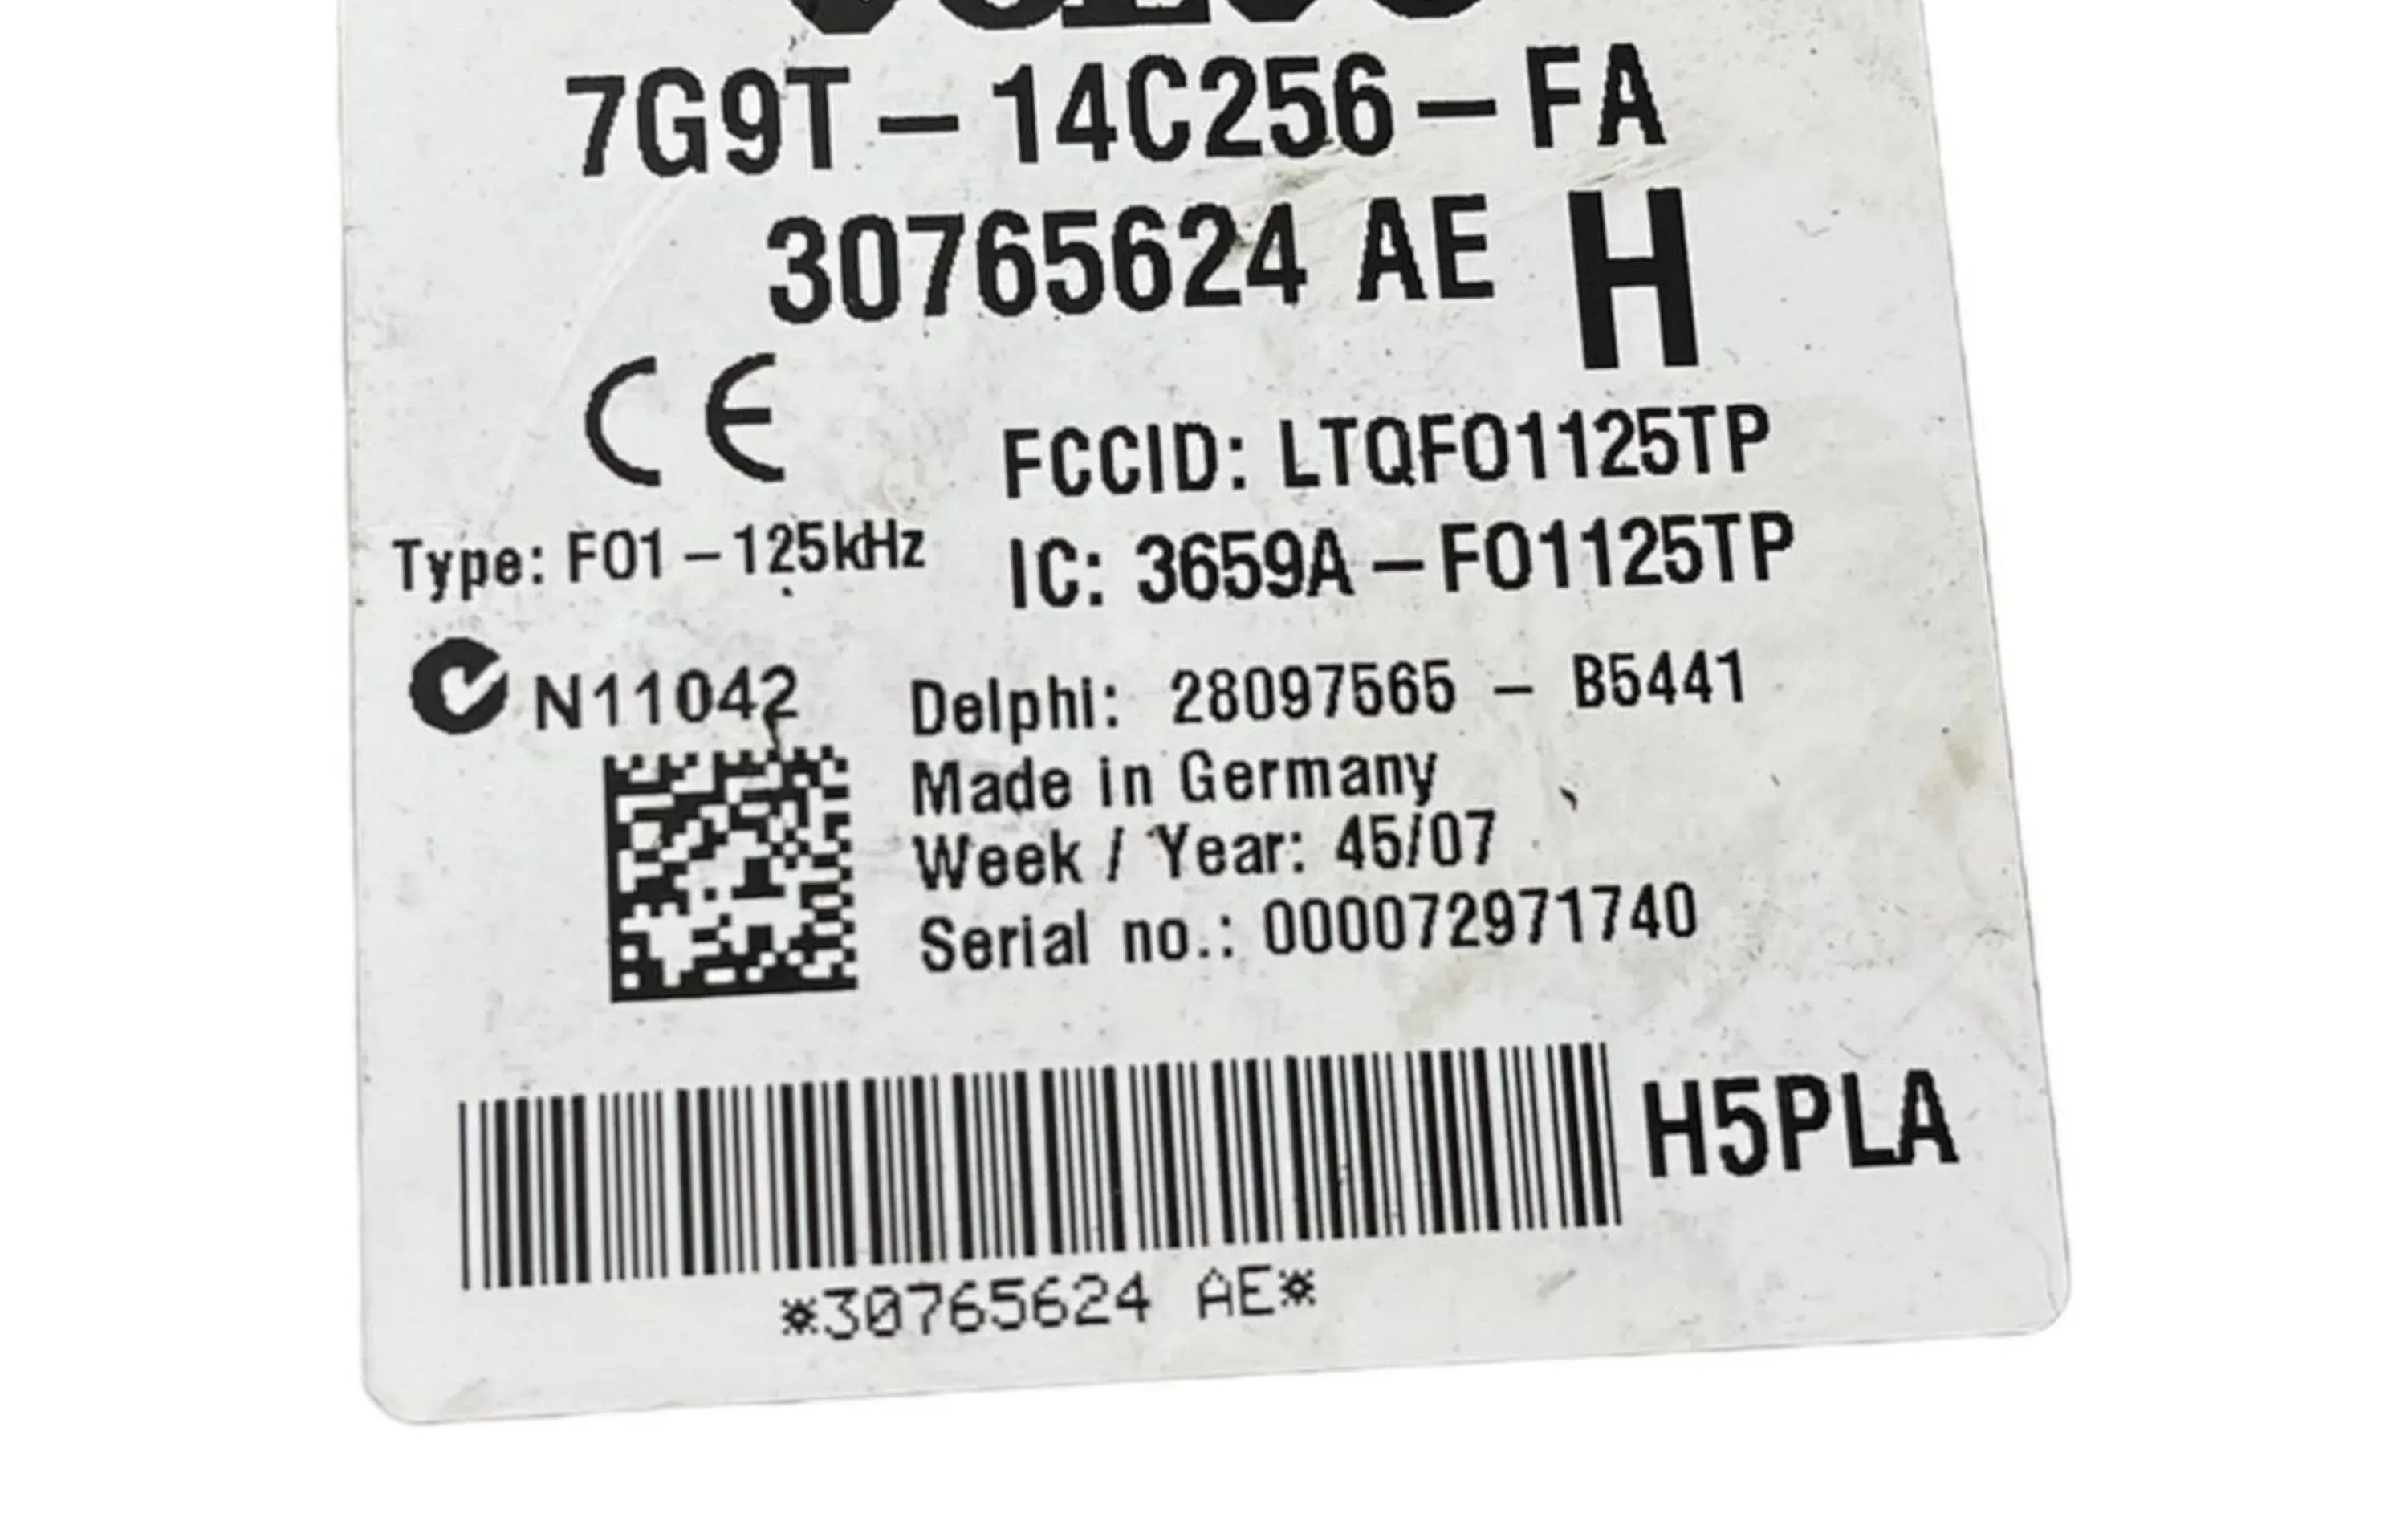 7G9T-14C256-FA
30765624 AE H
CE
FCCID: LTQF01125TP
Type: F01-125kHz
IC: 3659A-F01125TP
N11042
Delphi: 28097565 - B5441
Made in Germany
Week / Year: 45/07
Serial no.: 000072971740
H5PLA
*30765624 AE*